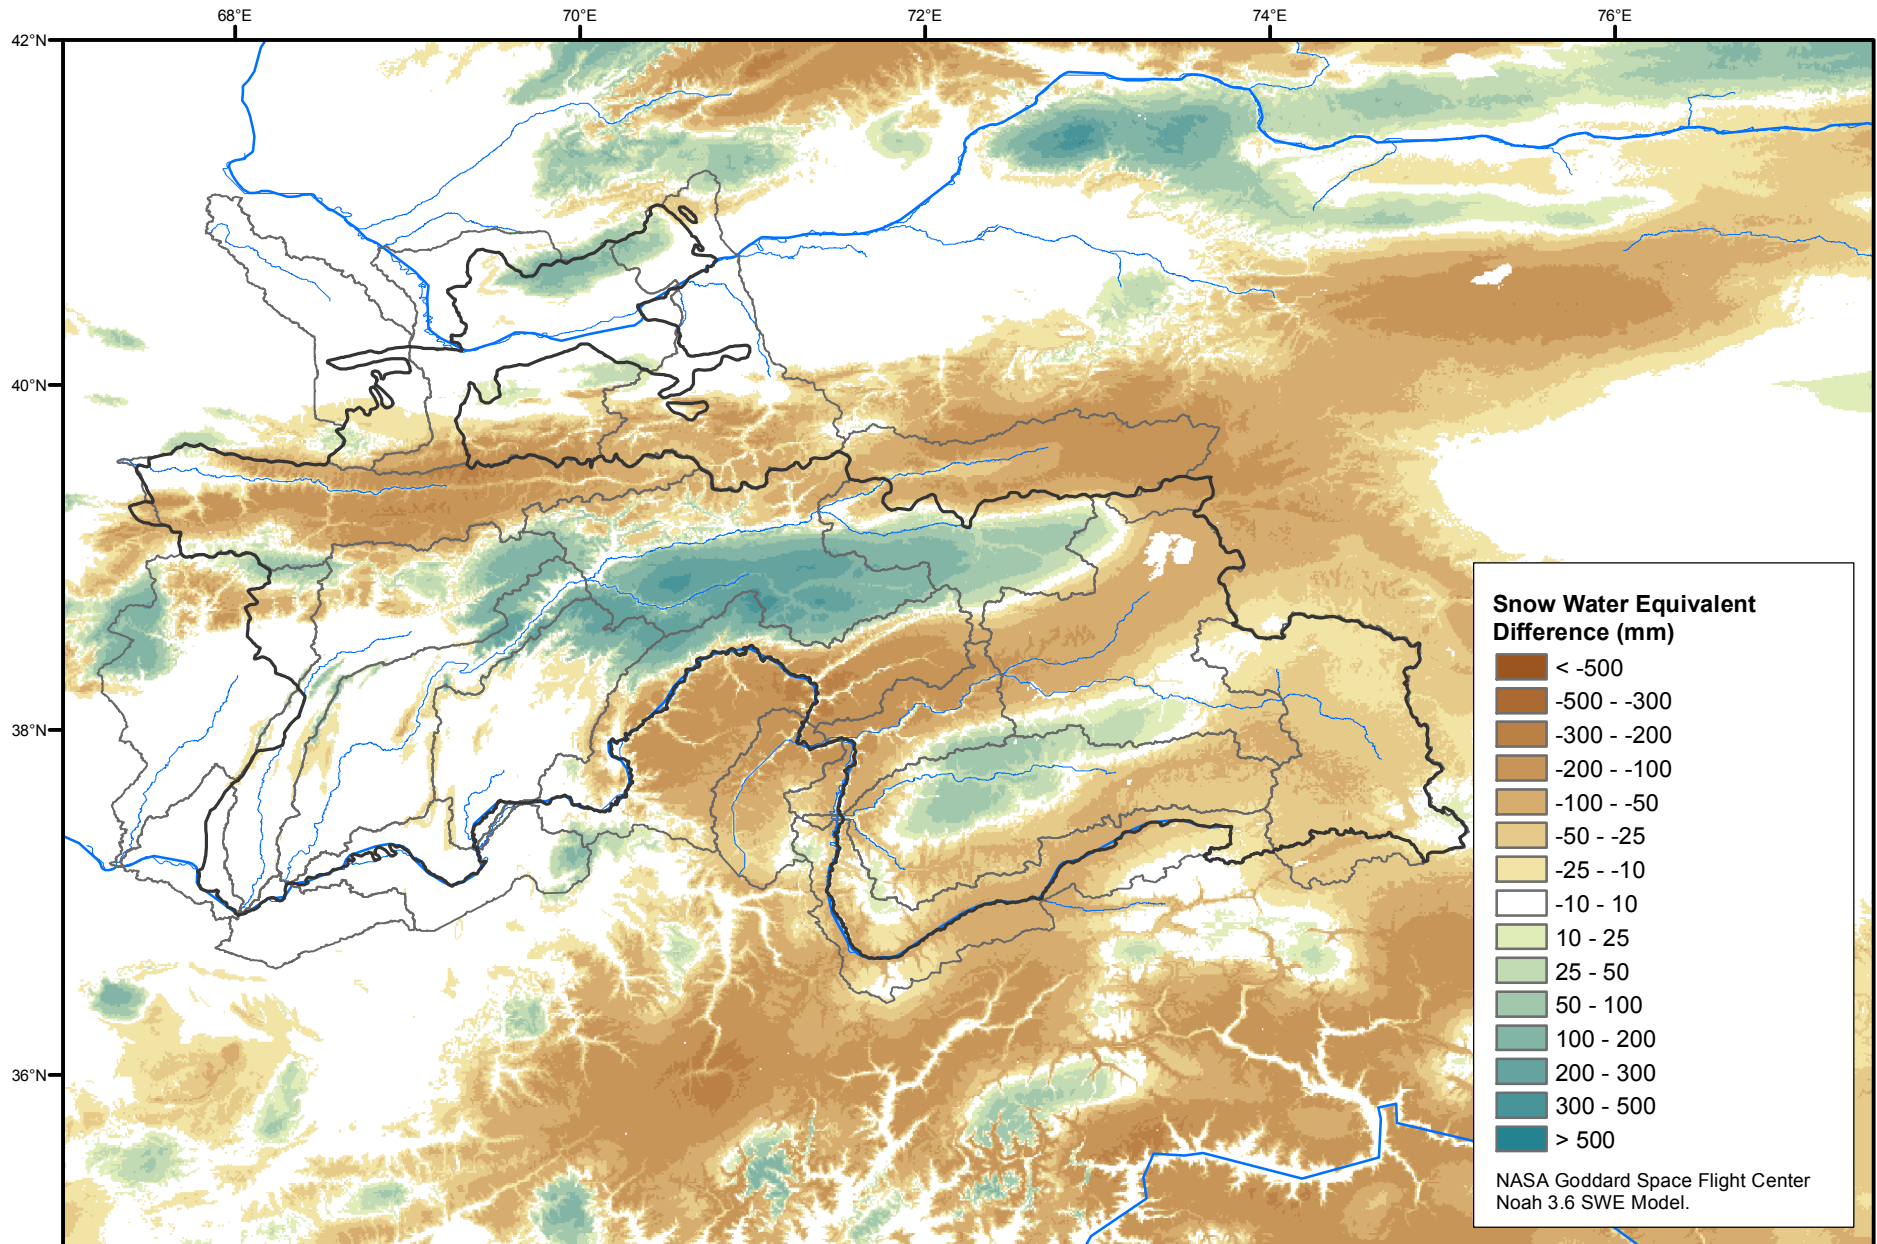 68°E 70°E 72°E 74°E 76°E
42°N
40°N
38°N
36°N
Snow Water Equivalent
Difference (mm)
< -500
-500 - -300
-300 - -200
-200 - -100
-100 - -50
-50 - -25
-25 - -10
-10 - 10
10 - 25
25 - 50
50 - 100
100 - 200
200 - 300
300 - 500
> 500
NASA Goddard Space Flight Center
Noah 3.6 SWE Model.